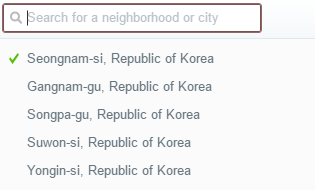 Search for a neighborhood or city
Seongnam-si, Republic of Korea
Gangnam-gu, Republic of Korea
Songpa-gu, Republic of Korea
Suwon-si, Republic of Korea
Yongin-si, Republic of Korea